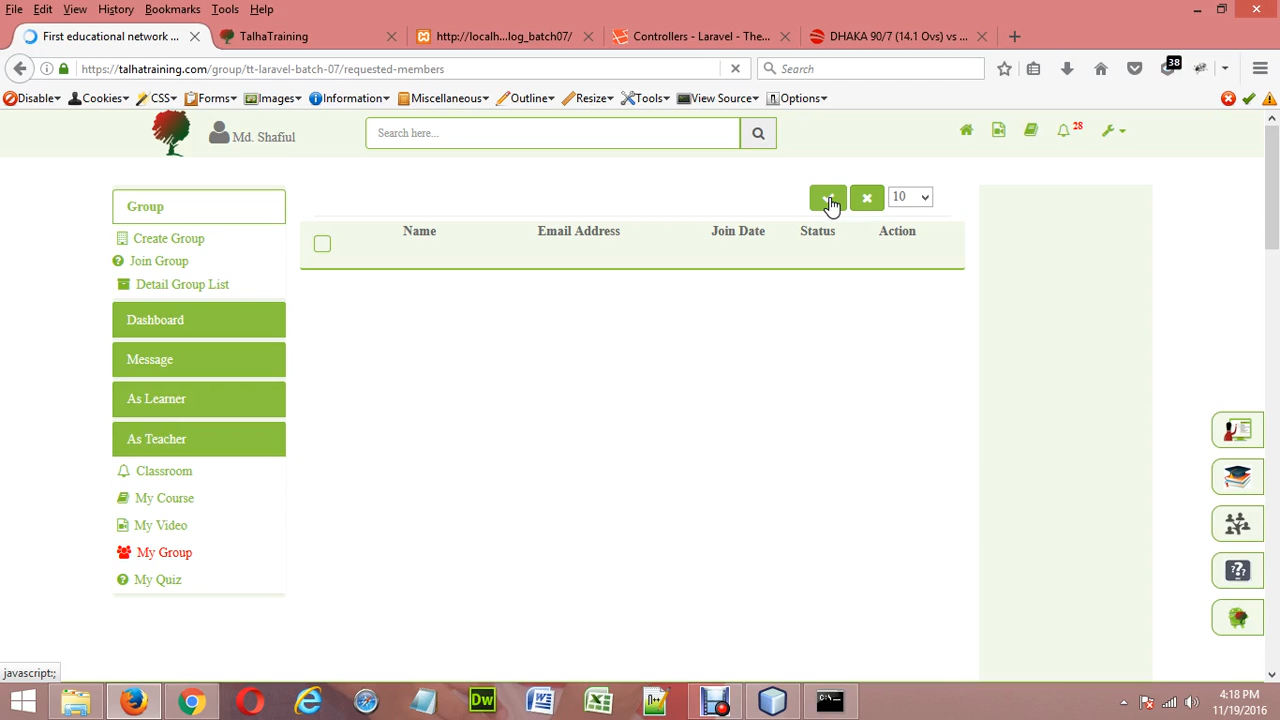 File Edit View History Bookmarks Tools Help
First educational network ... TalhaTraining http://localh...log_batch07/ Controllers - Laravel - The... DHAKA 90/7 (14.1 Ovs) vs ...
https://talhatraining.com/group/tt-laravel-batch-07/requested-members Search 38
Disable Cookies CSS Forms Images Information Miscellaneous Outline Resize Tools View Source Options
Md. Shafiul Search here... 28
Group
10
Name Email Address Join Date Status Action
Create Group
Join Group
Detail Group List
Dashboard
Message
As Learner
As Teacher
Classroom
My Course
My Video
My Group
My Quiz
javascript:;
4:18 PM
11/19/2016